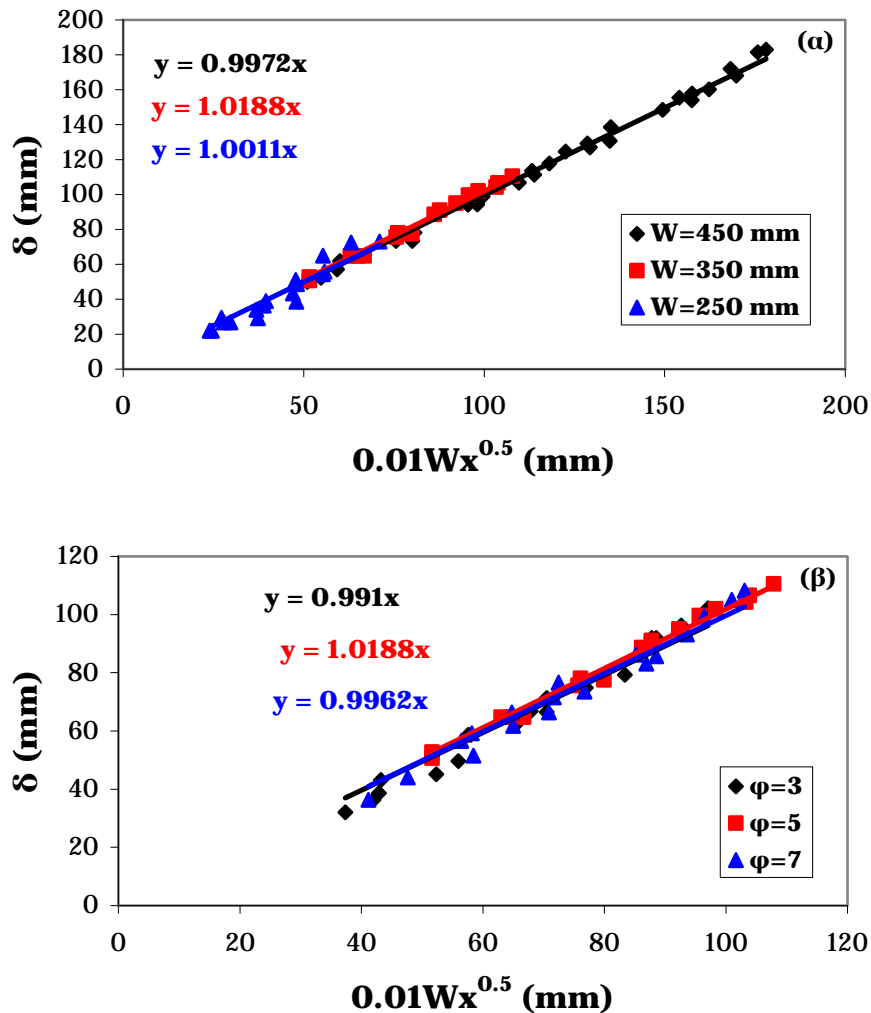 (α)
y = 0.9972x
y = 1.0188x
y = 1.0011x
200
180
160
140
120
100
80
60
40
20
0
δ (mm)
W=450 mm
W=350 mm
W=250 mm
0 50 100 150 200
0.01Wx^0.5 (mm)
(β)
y = 0.991x
y = 1.0188x
y = 0.9962x
120
100
80
60
40
20
0
δ (mm)
φ=3
φ=5
φ=7
0 20 40 60 80 100 120
0.01Wx^0.5 (mm)